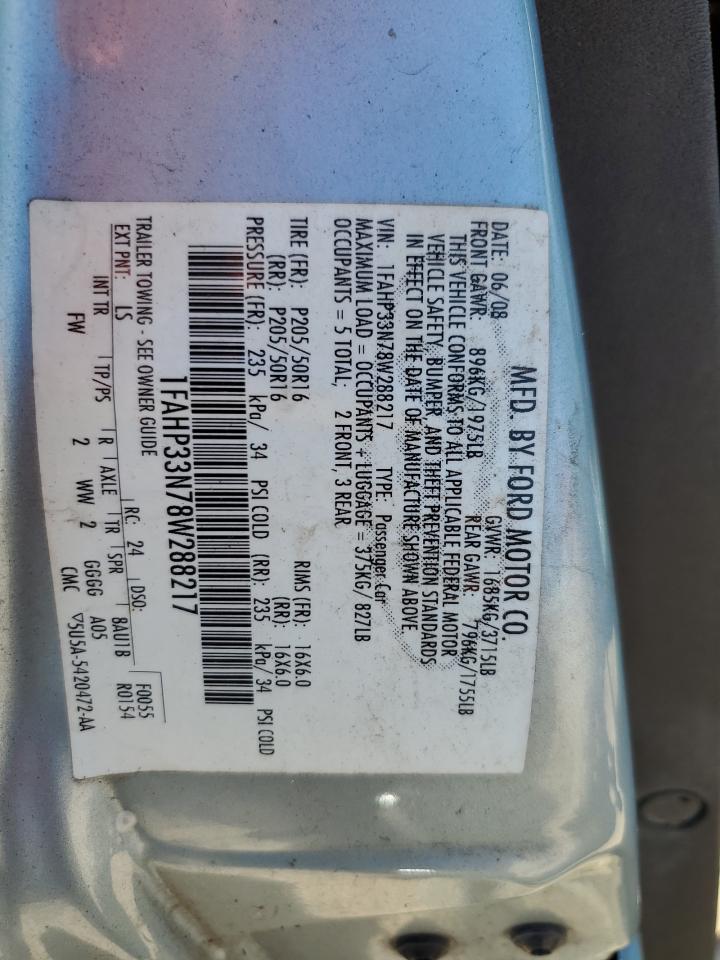 MFD. BY FORD MOTOR CO.
DATE: 06/08 GVWR: 1685KG/3715LB
FRONT GAWR: 896KG/1975LB REAR GAWR: 796KG/1755LB
THIS VEHICLE CONFORMS TO ALL APPLICABLE FEDERAL MOTOR
VEHICLE SAFETY, BUMPER, AND THEFT PREVENTION STANDARDS
IN EFFECT ON THE DATE OF MANUFACTURE SHOWN ABOVE.
VIN: 1FAHP33N78W288217 TYPE: Passenger Car
MAXIMUM LOAD = OCCUPANTS + LUGGAGE = 375KG/ 827LB
OCCUPANTS = 5 TOTAL; 2 FRONT, 3 REAR
TIRE (FR): P205/50R16 RIMS (FR): 16X6.0
(RR): P205/50R16 (RR): 16X6.0
PRESSURE (FR): 235 kPa/ 34 PSI COLD (RR): 235 kPa/ 34 PSI COLD
1FAHP33N78W288217
TRAILER TOWING - SEE OWNER GUIDE F0055
EXT PNT: LS RC: 24 DSO: R0154
INT TR TP/PS R AXLE TR SPR 8AU1B
FW 2 WW 2 GGGG A05
CMC ▽5U5A-5420472-AA